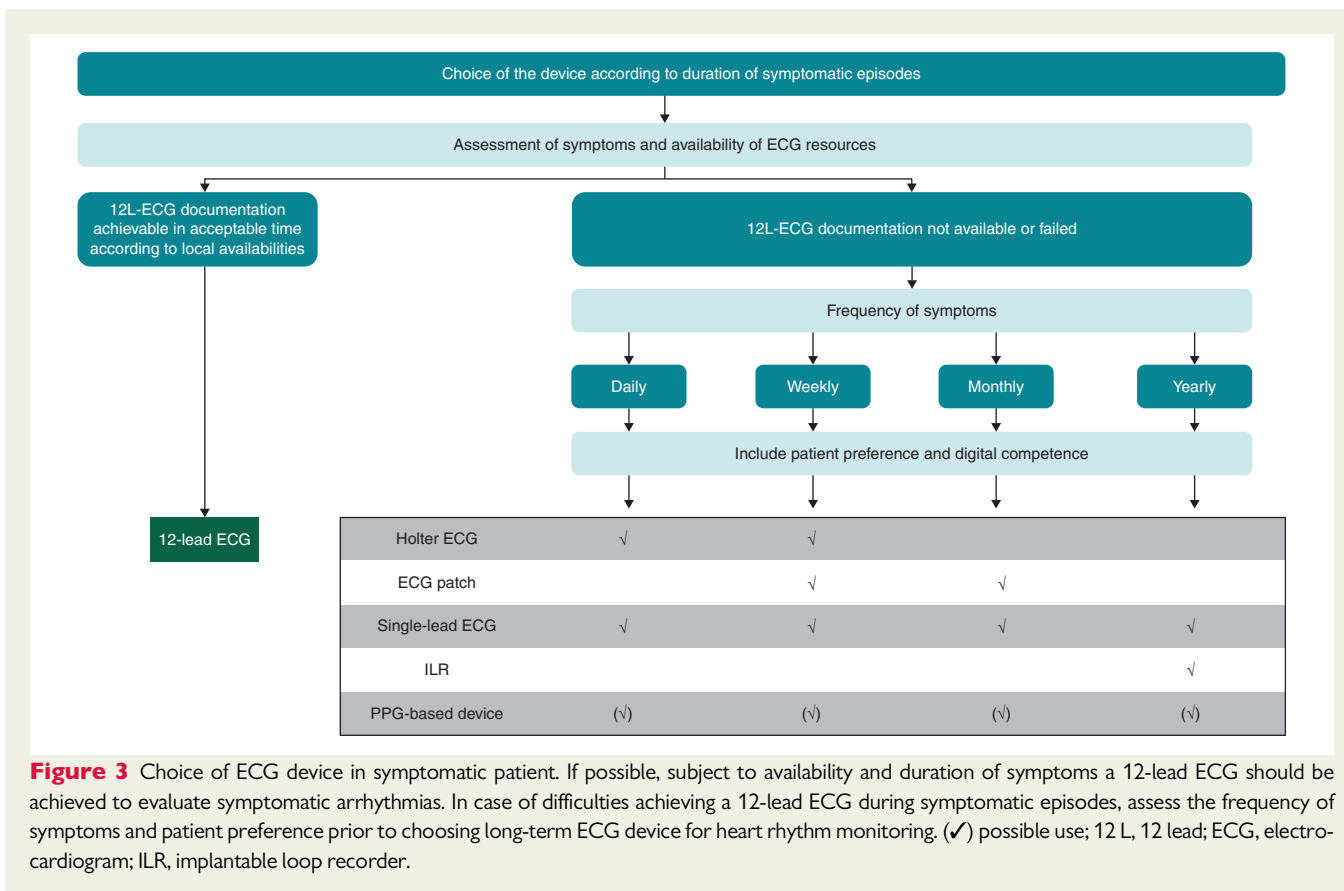 Choice of the device according to duration of symptomatic episodes
Assessment of symptoms and availability of ECG resources
12L-ECG documentation
achievable in acceptable time
according to local availabilities
12L-ECG documentation not available or failed
Frequency of symptoms
Daily
Weekly
Monthly
Yearly
Include patient preference and digital competence
12-lead ECG
Holter ECG √ √
ECG patch √ √
Single-lead ECG √ √ √ √
ILR √
PPG-based device (√) (√) (√) (√)
Figure 3 Choice of ECG device in symptomatic patient. If possible, subject to availability and duration of symptoms a 12-lead ECG should be
achieved to evaluate symptomatic arrhythmias. In case of difficulties achieving a 12-lead ECG during symptomatic episodes, assess the frequency of
symptoms and patient preference prior to choosing long-term ECG device for heart rhythm monitoring. (✓) possible use; 12 L, 12 lead; ECG, electro-
cardiogram; ILR, implantable loop recorder.